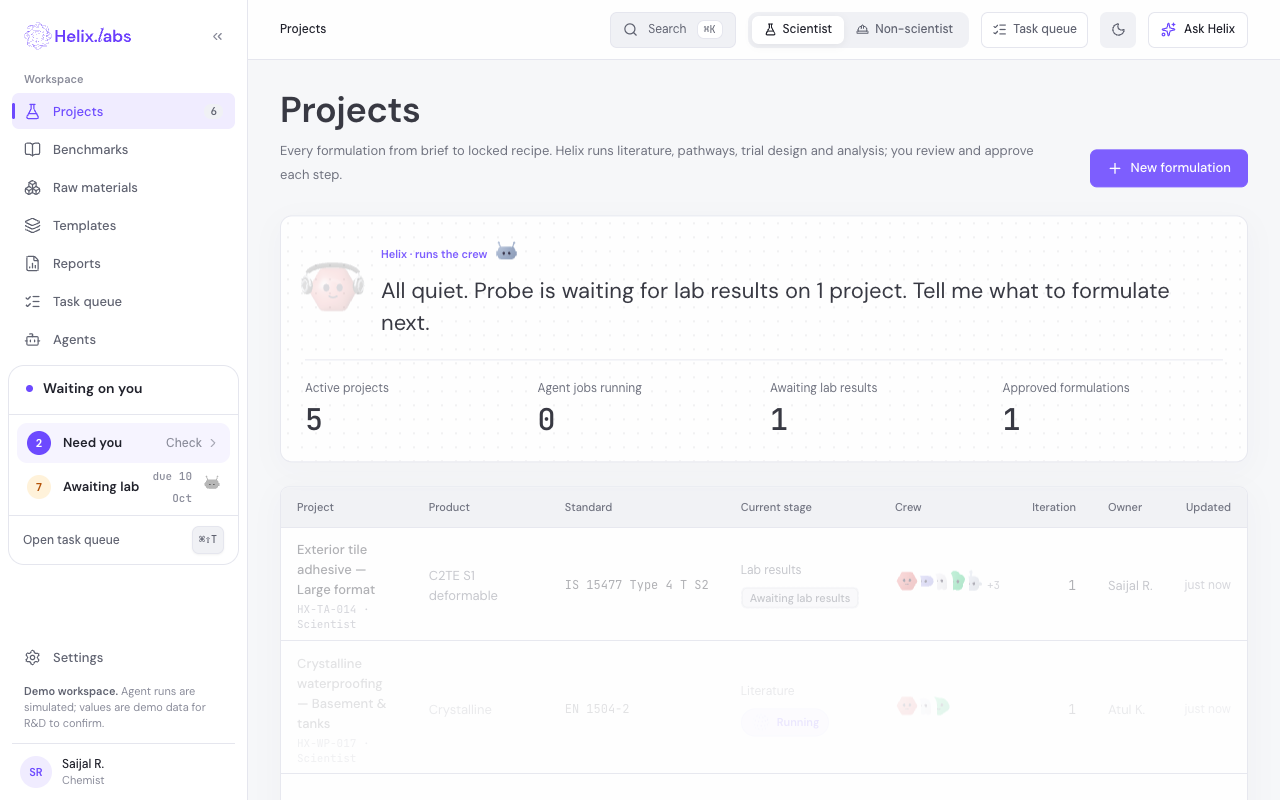 Helix.labs
Workspace
Projects 6
Benchmarks
Raw materials
Templates
Reports
Task queue
Agents
Waiting on you
2 Need you Check
7 Awaiting lab due 10 Oct
Open task queue ⌘⇧T
Settings
Demo workspace. Agent runs are
simulated; values are demo data for
R&D to confirm.
SR Saijal R.
Chemist
Projects
Search ⌘K
Scientist
Non-scientist
Task queue
Ask Helix
Projects
Every formulation from brief to locked recipe. Helix runs literature, pathways, trial design and analysis; you review and approve
each step.
New formulation
Helix · runs the crew
All quiet. Probe is waiting for lab results on 1 project. Tell me what to formulate
next.
Active projects
5
Agent jobs running
0
Awaiting lab results
1
Approved formulations
1
Project Product Standard Current stage Crew Iteration Owner Updated
Exterior tile
adhesive —
Large format
HX-TA-014 ·
Scientist
C2TE S1
deformable
IS 15477 Type 4 T S2
Lab results
Awaiting lab results
+3
1
Saijal R.
just now
Crystalline
waterproofing
— Basement &
tanks
HX-WP-017 ·
Scientist
Crystalline
EN 1504-2
Literature
Running
1
Atul K.
just now